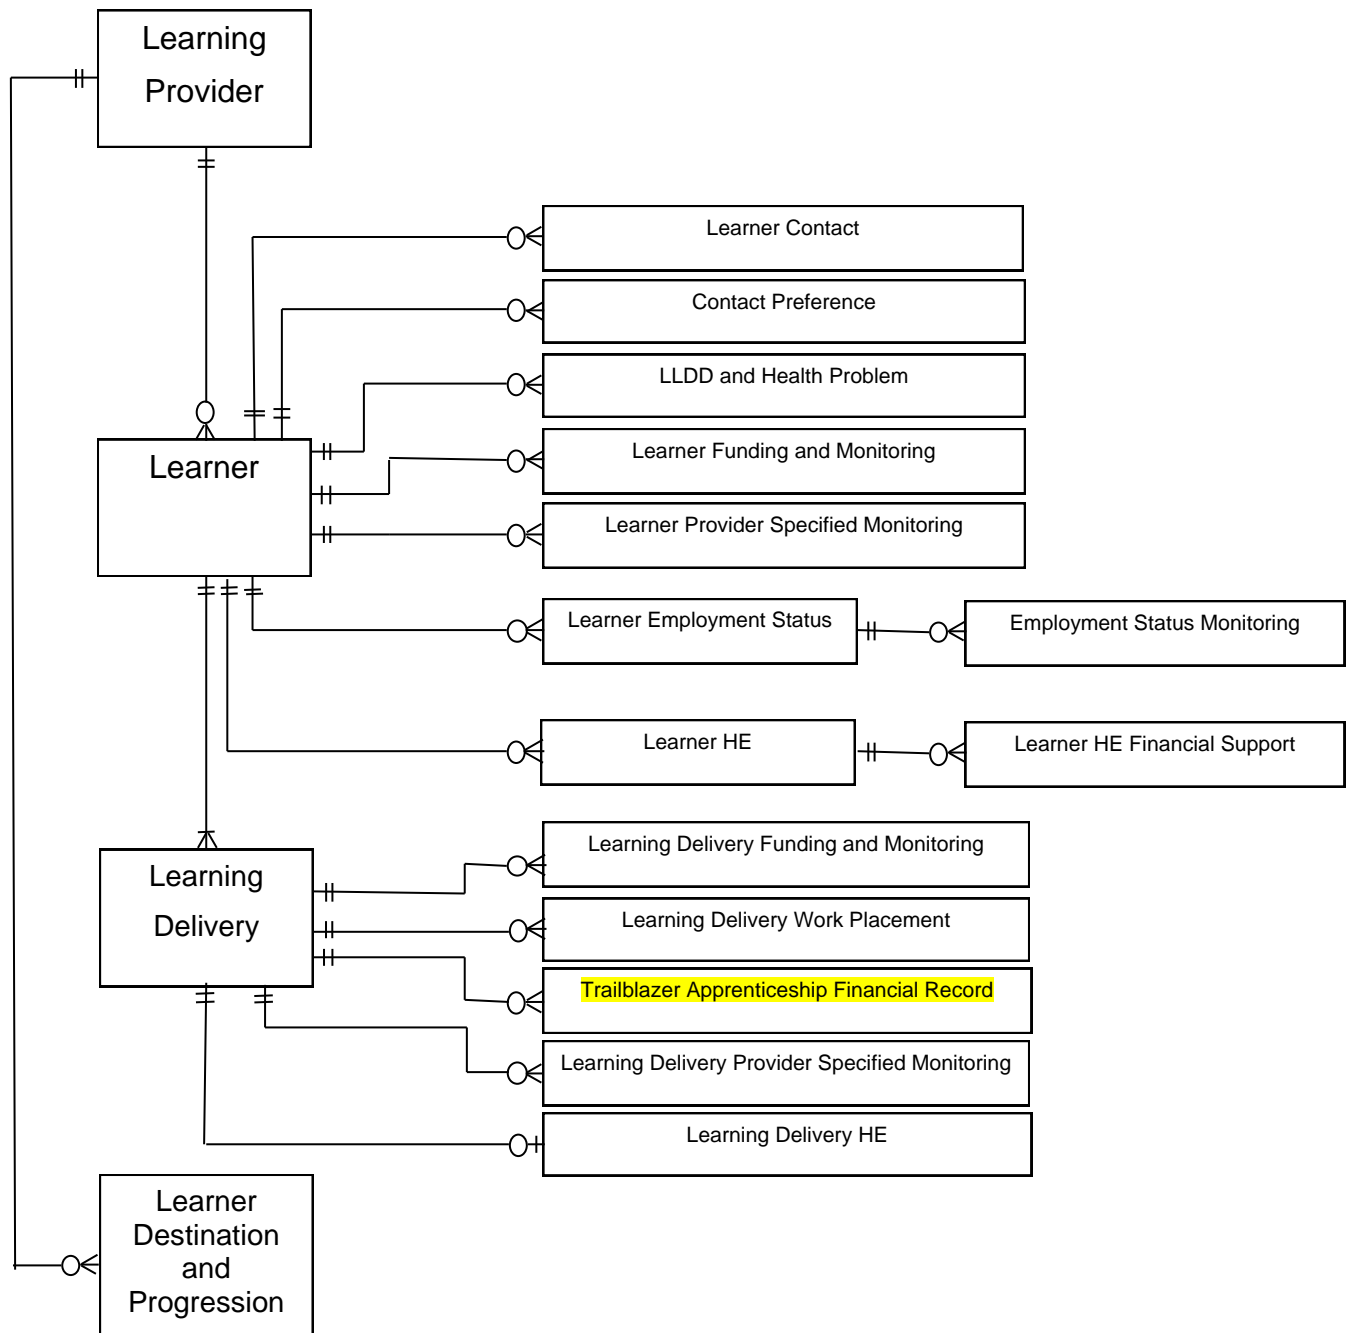 Learning
Provider
Learner Contact
Contact Preference
LLDD and Health Problem
Learner Funding and Monitoring
Learner
Learner Provider Specified Monitoring
Learner Employment Status
Employment Status Monitoring
Learner HE
Learner HE Financial Support
Learning
Delivery
Learning Delivery Funding and Monitoring
Learning Delivery Work Placement
Trailblazer Apprenticeship Financial Record
Learning Delivery Provider Specified Monitoring
Learning Delivery HE
Learner
Destination
and
Progression